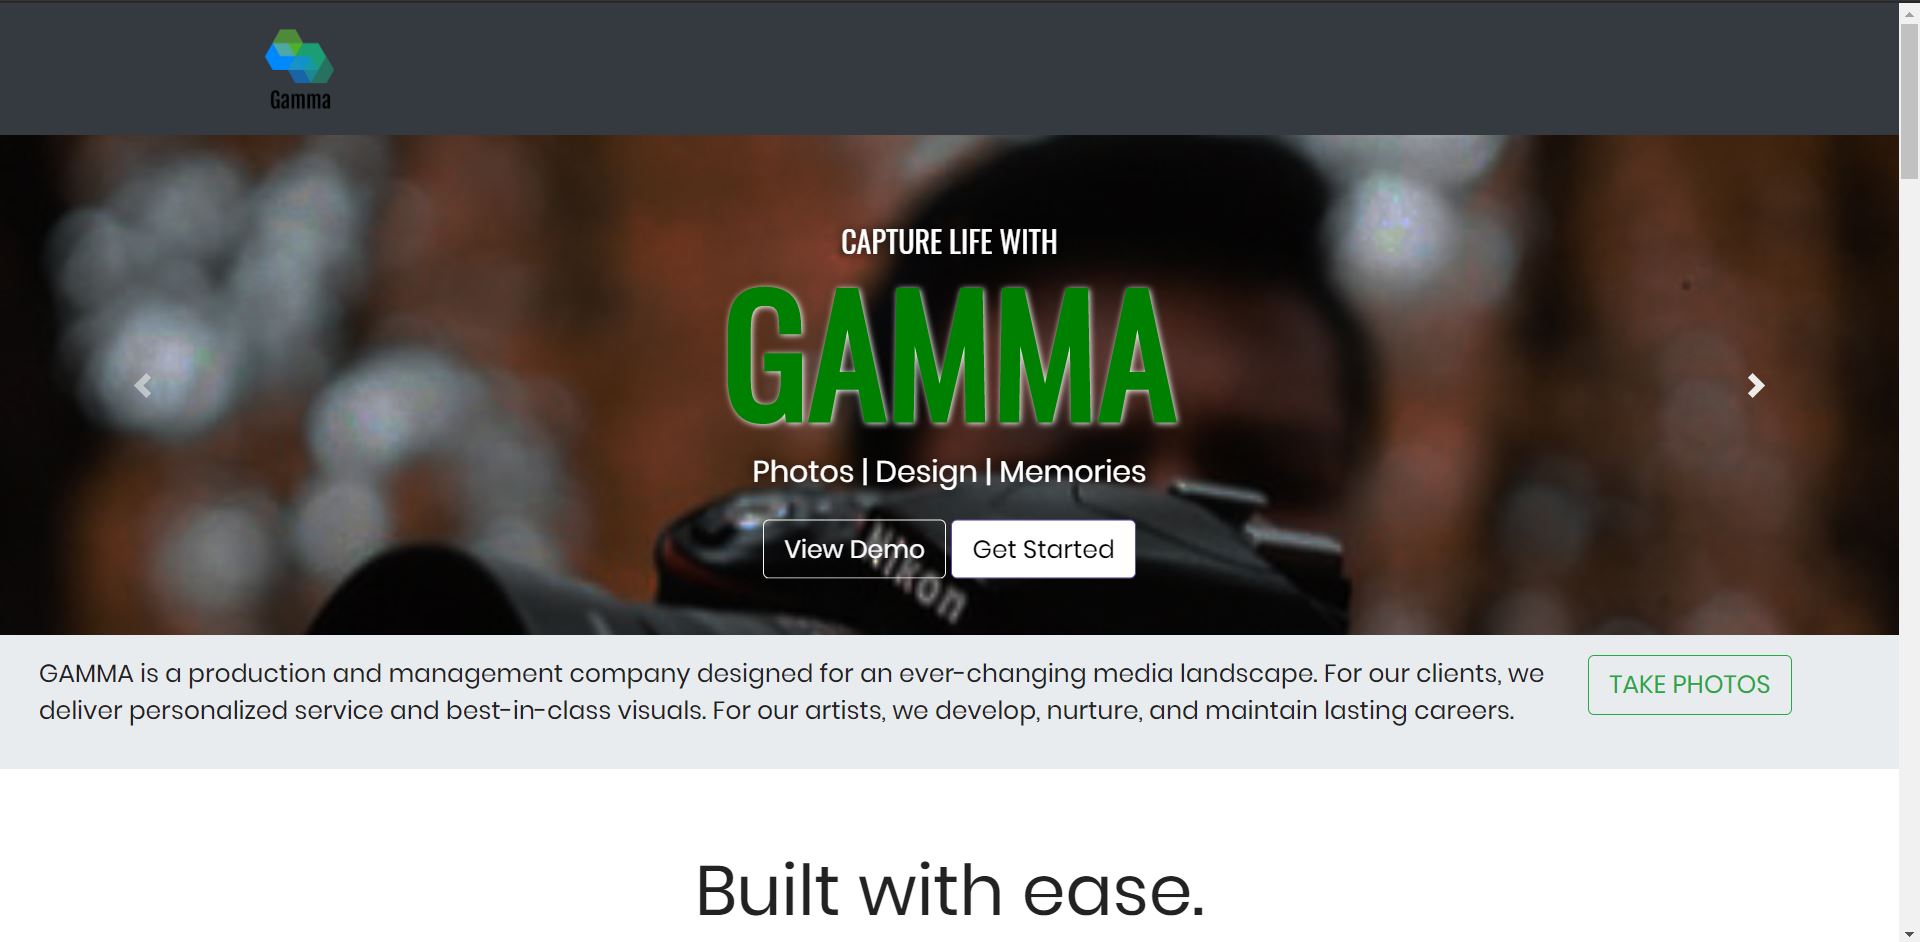 Gamma
CAPTURE LIFE WITH
GAMMA
Photos | Design | Memories
View Demo
Get Started
Nikon
GAMMA is a production and management company designed for an ever-changing media landscape. For our clients, we
deliver personalized service and best-in-class visuals. For our artists, we develop, nurture, and maintain lasting careers.
TAKE PHOTOS
Built with ease.